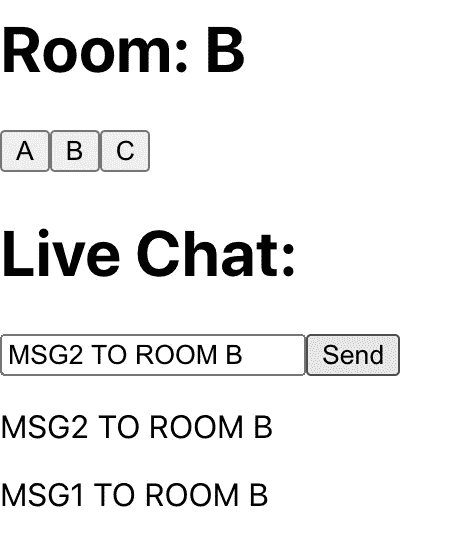 Room: B
A B C
Live Chat:
MSG2 TO ROOM B Send
MSG2 TO ROOM B
MSG1 TO ROOM B